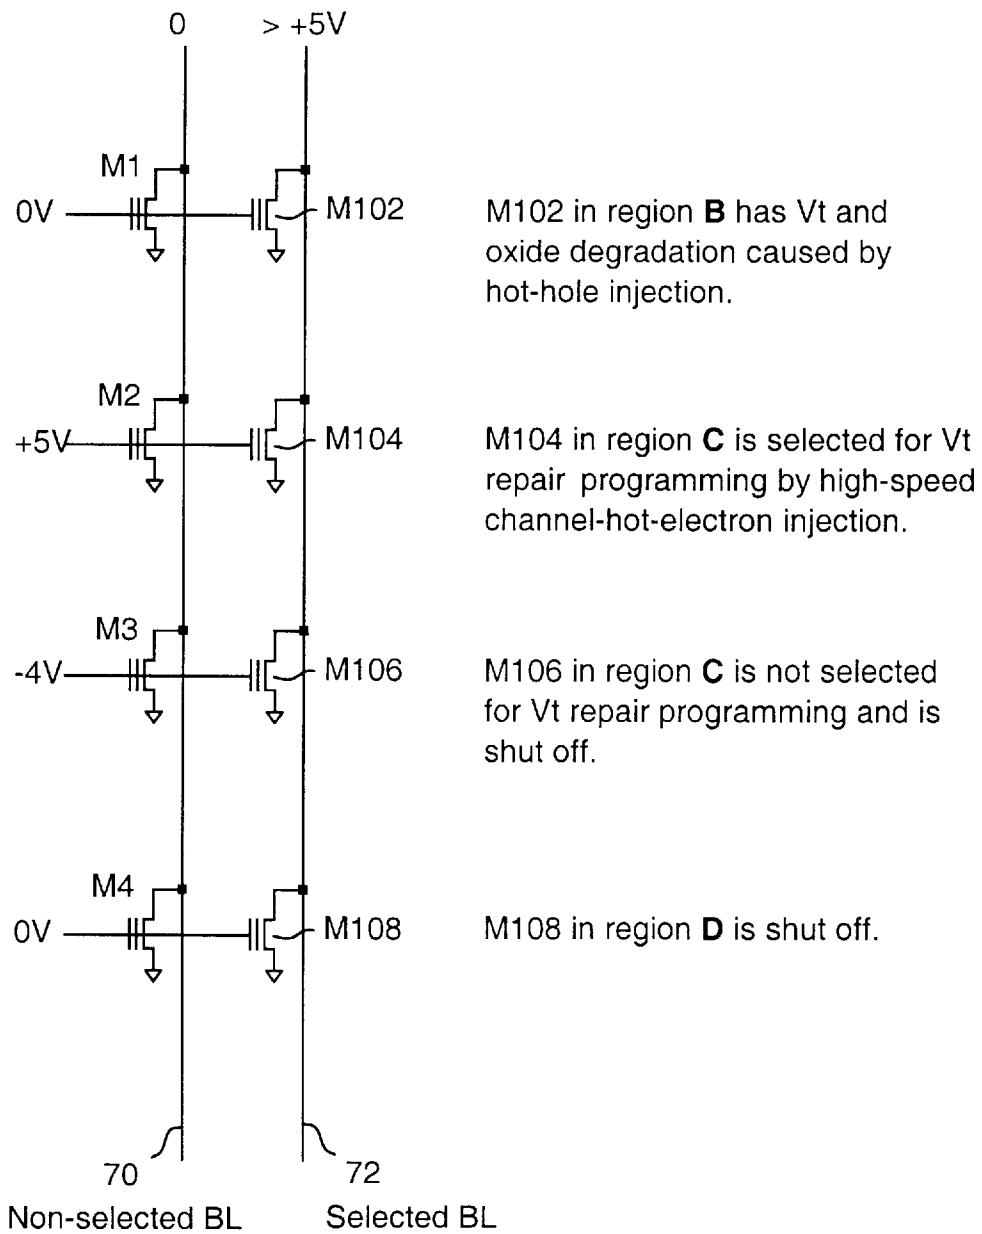 0 > +5V
M1
0V M102
M102 in region B has Vt and
oxide degradation caused by
hot-hole injection.
M2
+5V M104
M104 in region C is selected for Vt
repair programming by high-speed
channel-hot-electron injection.
M3
-4V M106
M106 in region C is not selected
for Vt repair programming and is
shut off.
M4
0V M108
M108 in region D is shut off.
70 72
Non-selected BL Selected BL